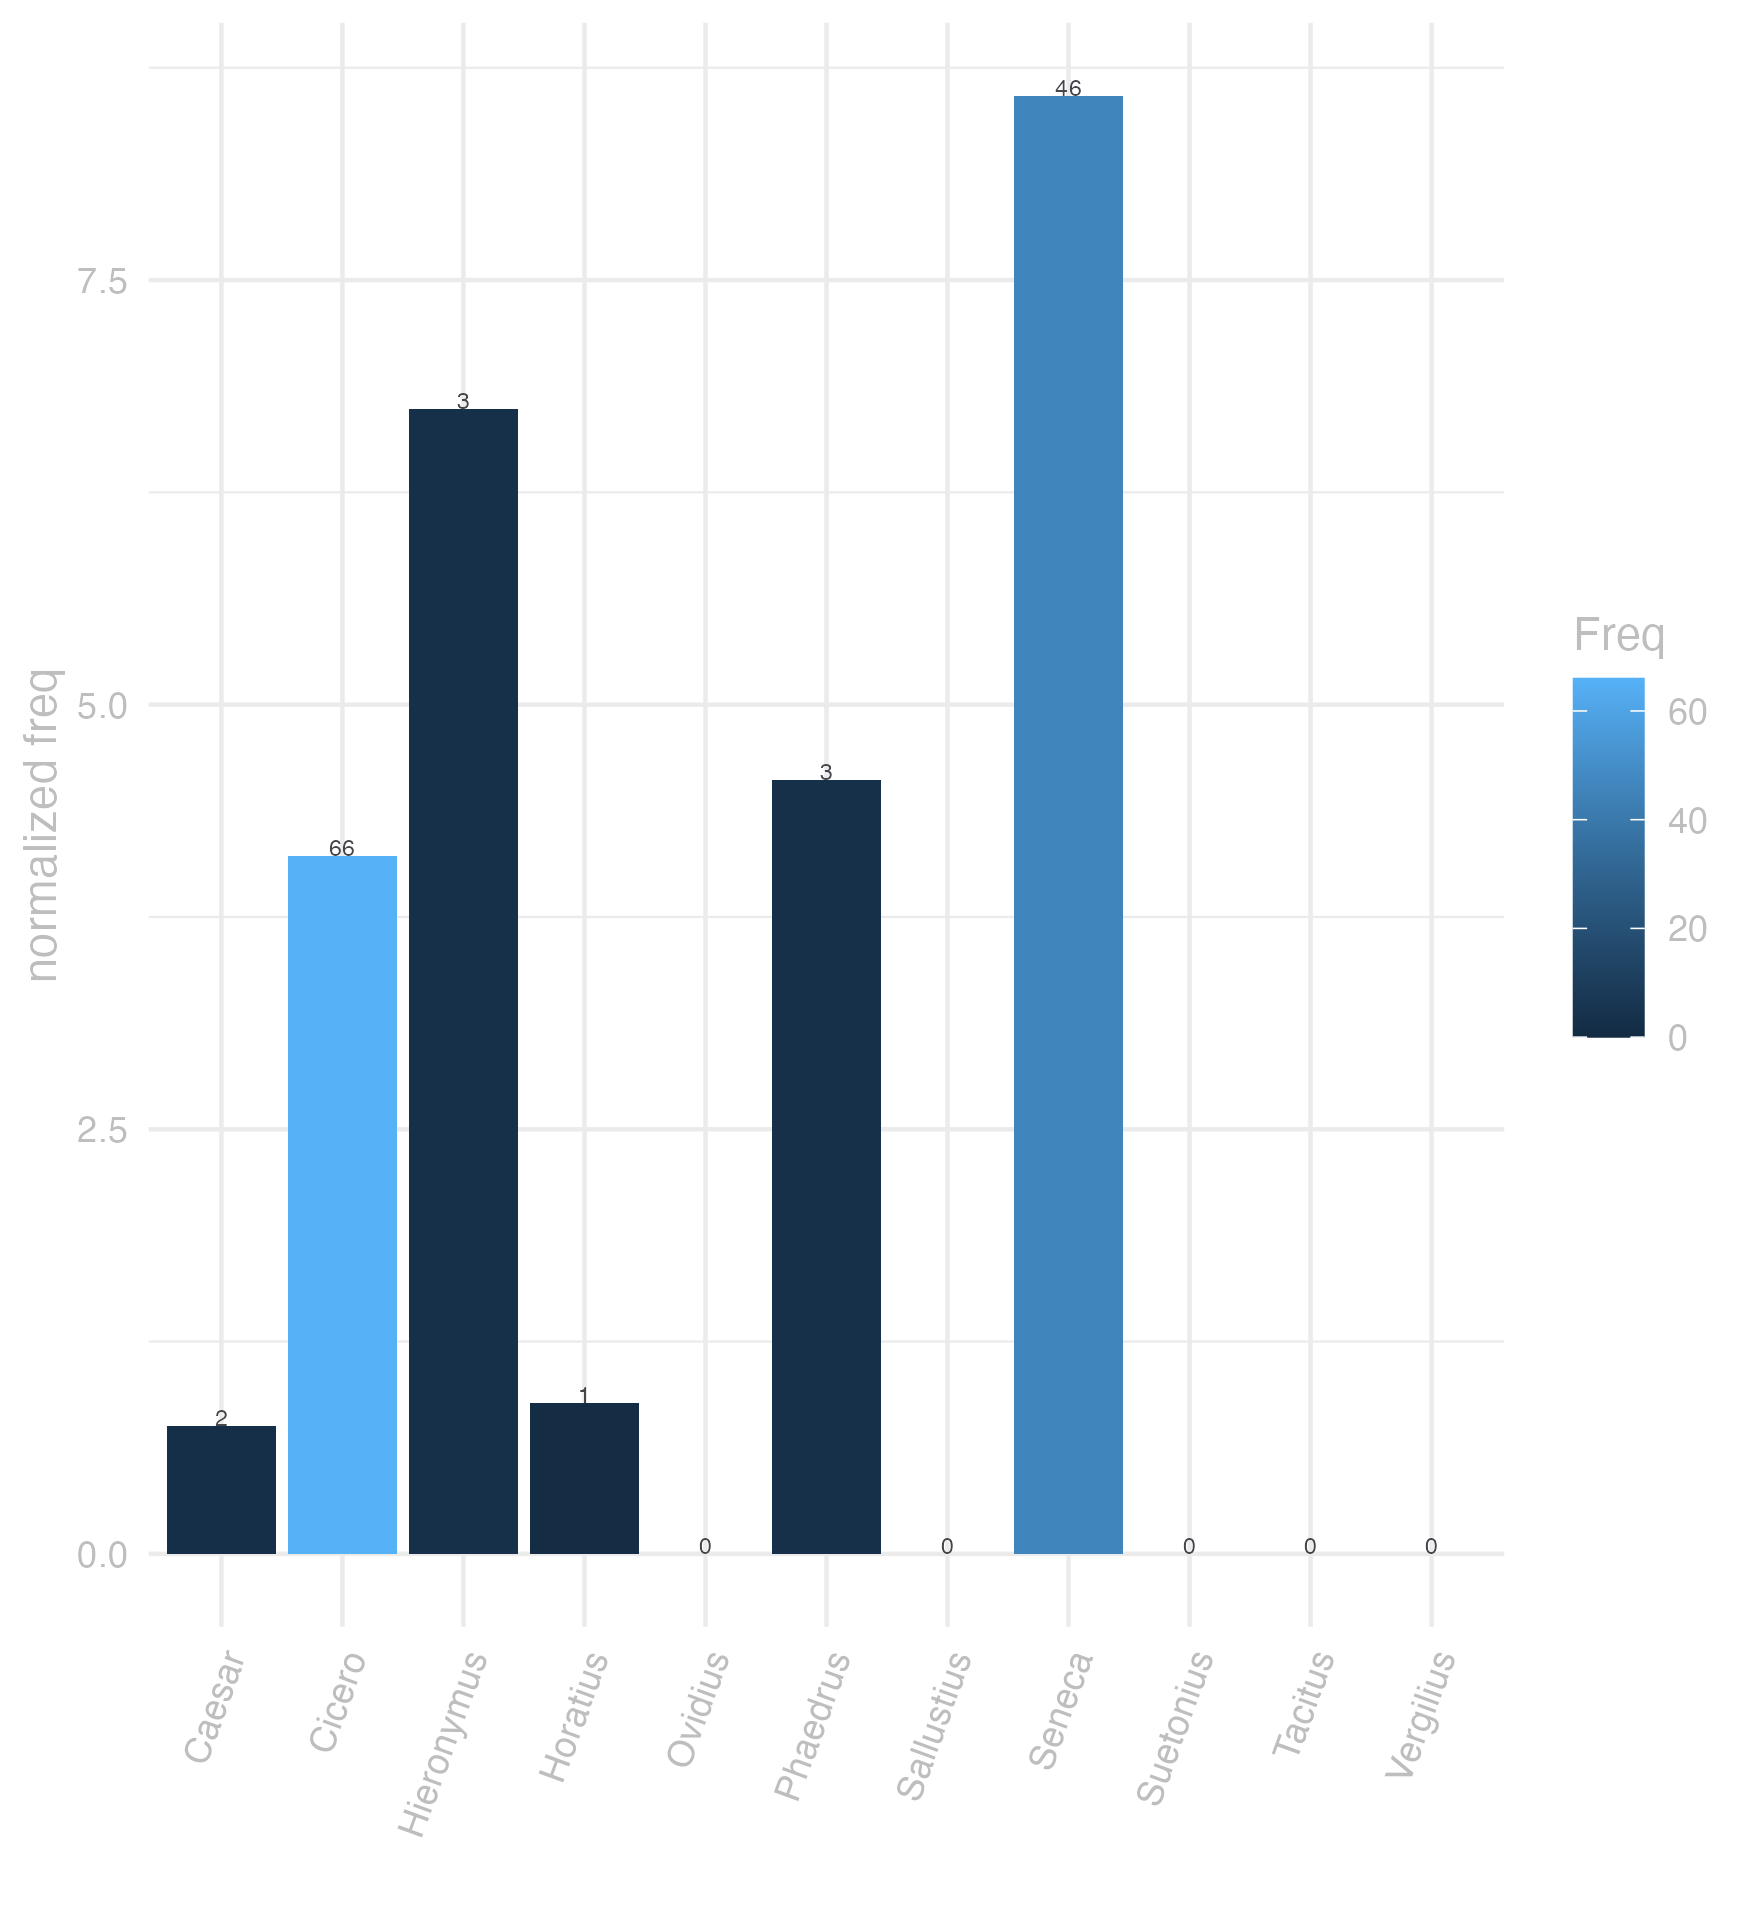 46
7.5
3
Freq
60
5.0
3
40
66
normalized freq
20
0
2.5
1
2
0
0
0
0
0
0.0
Caesar
Cicero
Hieronymus
Horatius
Ovidius
Phaedrus
Sallustius
Seneca
Suetonius
Tacitus
Vergilius